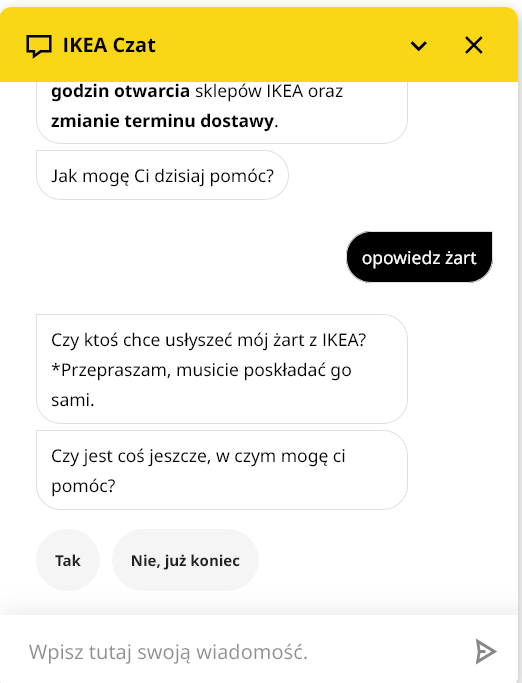 IKEA Czat
godzin otwarcia sklepów IKEA oraz
zmianie terminu dostawy.
Jak mogę Ci dzisiaj pomóc?
opowiedz żart
Czy ktoś chce usłyszeć mój żart z IKEA?
*Przepraszam, musicie poskładać go
sami.
Czy jest coś jeszcze, w czym mogę ci
pomóc?
Tak
Nie, już koniec
Wpisz tutaj swoją wiadomość.